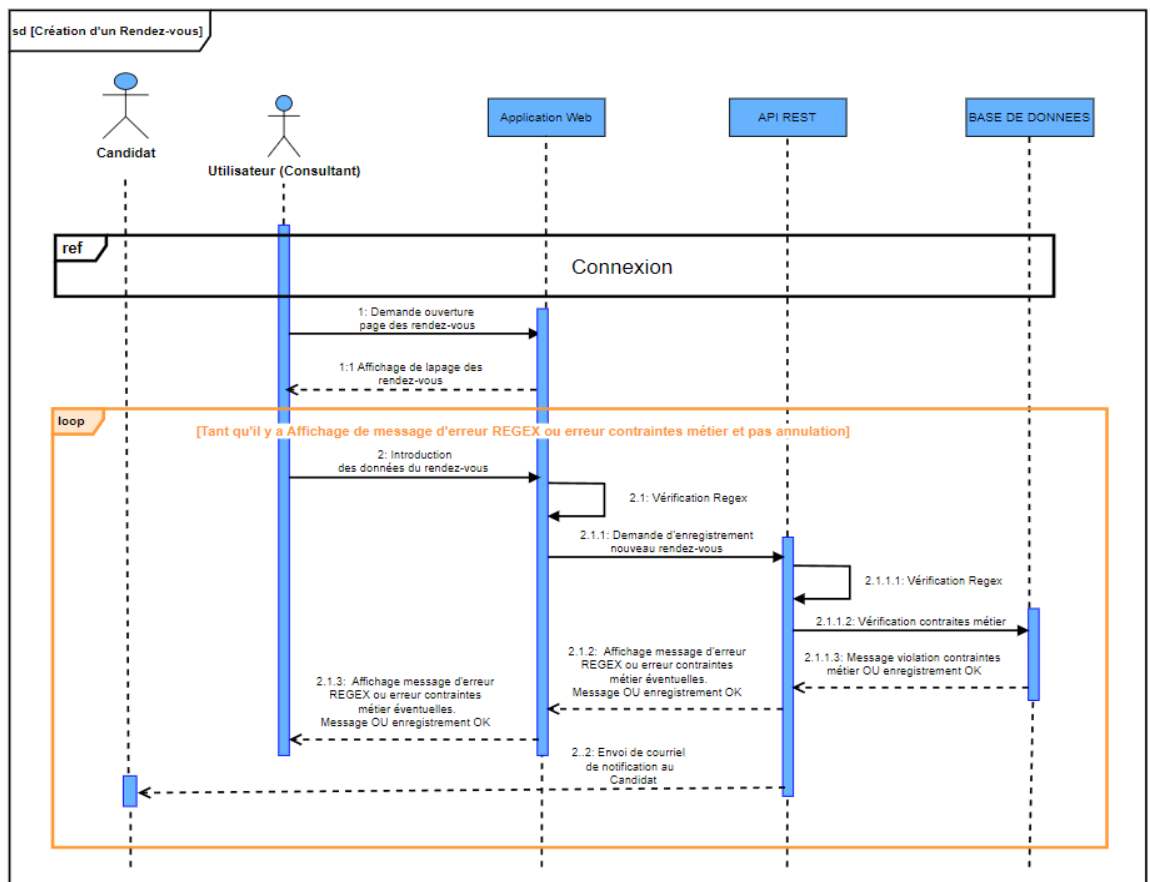 sd [Création d'un Rendez-vous]
Candidat
Utilisateur (Consultant)
Application Web
API REST
BASE DE DONNEES
ref
Connexion
1: Demande ouverture
page des rendez-vous
1:1 Affichage de lapage des
rendez-vous
loop
[Tant qu'il y a Affichage de message d'erreur REGEX ou erreur contraintes métier et pas annulation]
2: Introduction
des données du rendez-vous
2.1: Vérification Regex
2.1.1: Demande d'enregistrement
nouveau rendez-vous
2.1.1.1: Vérification Regex
2.1.1.2: Vérification contraites métier
2.1.1.3: Message violation contraintes
métier OU enregistrement OK
2.1.2: Affichage message d'erreur
REGEX ou erreur contraintes
métier éventuelles.
Message OU enregistrement OK
2.1.3: Affichage message d'erreur
REGEX ou erreur contraintes
métier éventuelles.
Message OU enregistrement OK
2..2: Envoi de courriel
de notification au
Candidat